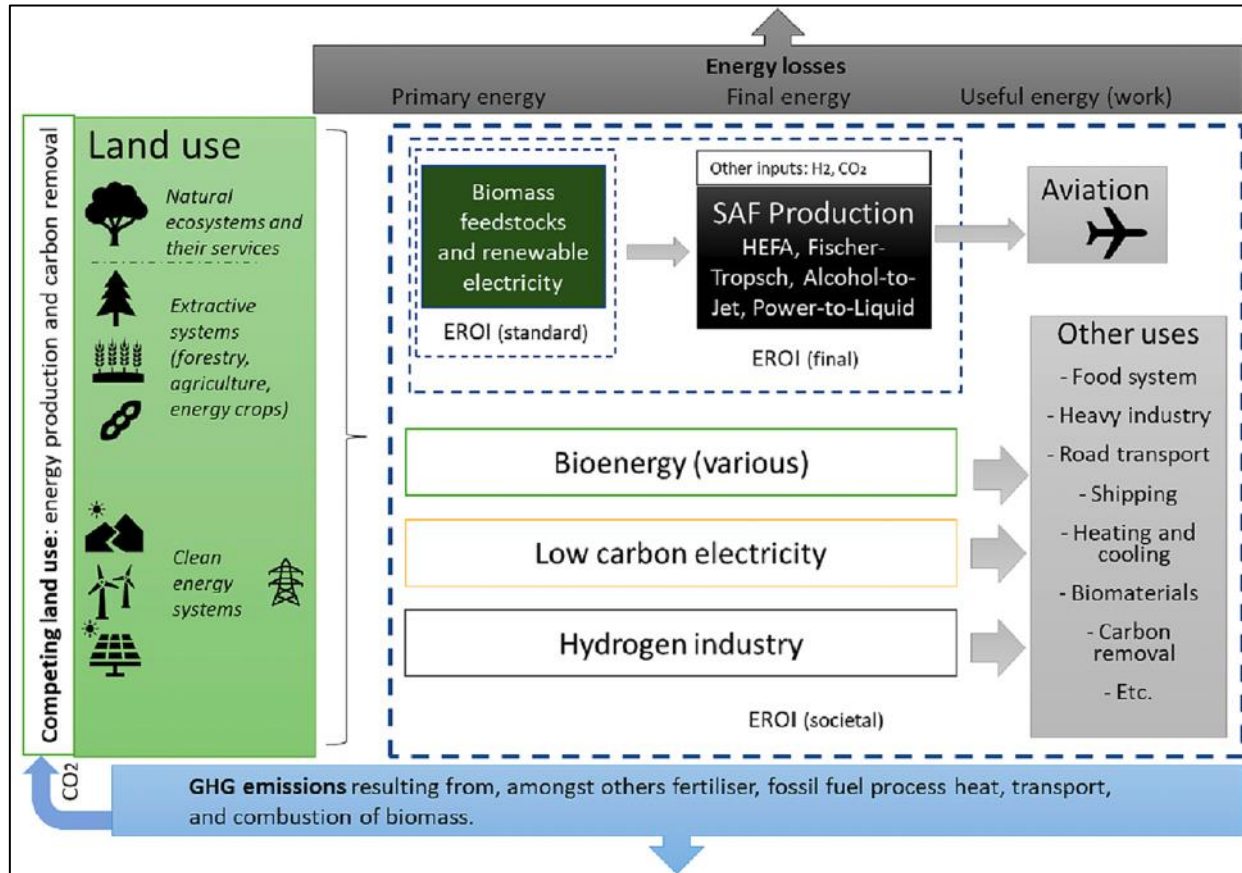 Energy losses
Primary energy
Final energy
Useful energy (work)
Competing land use: energy production and carbon removal
Land use
Natural
ecosystems and
their services
Extractive
systems
(forestry,
agriculture,
energy crops)
Clean
energy
systems
Biomass
feedstocks
and renewable
electricity
EROI (standard)
Other inputs: H2, CO₂
SAF Production
HEFA, Fischer-
Tropsch, Alcohol-to-
Jet, Power-to-Liquid
EROI (final)
Aviation
Bioenergy (various)
Low carbon electricity
Hydrogen industry
EROI (societal)
Other uses
- Food system
- Heavy industry
- Road transport
- Shipping
- Heating and
cooling
- Biomaterials
- Carbon
removal
- Etc.
CO2
GHG emissions resulting from, amongst others fertiliser, fossil fuel process heat, transport,
and combustion of biomass.